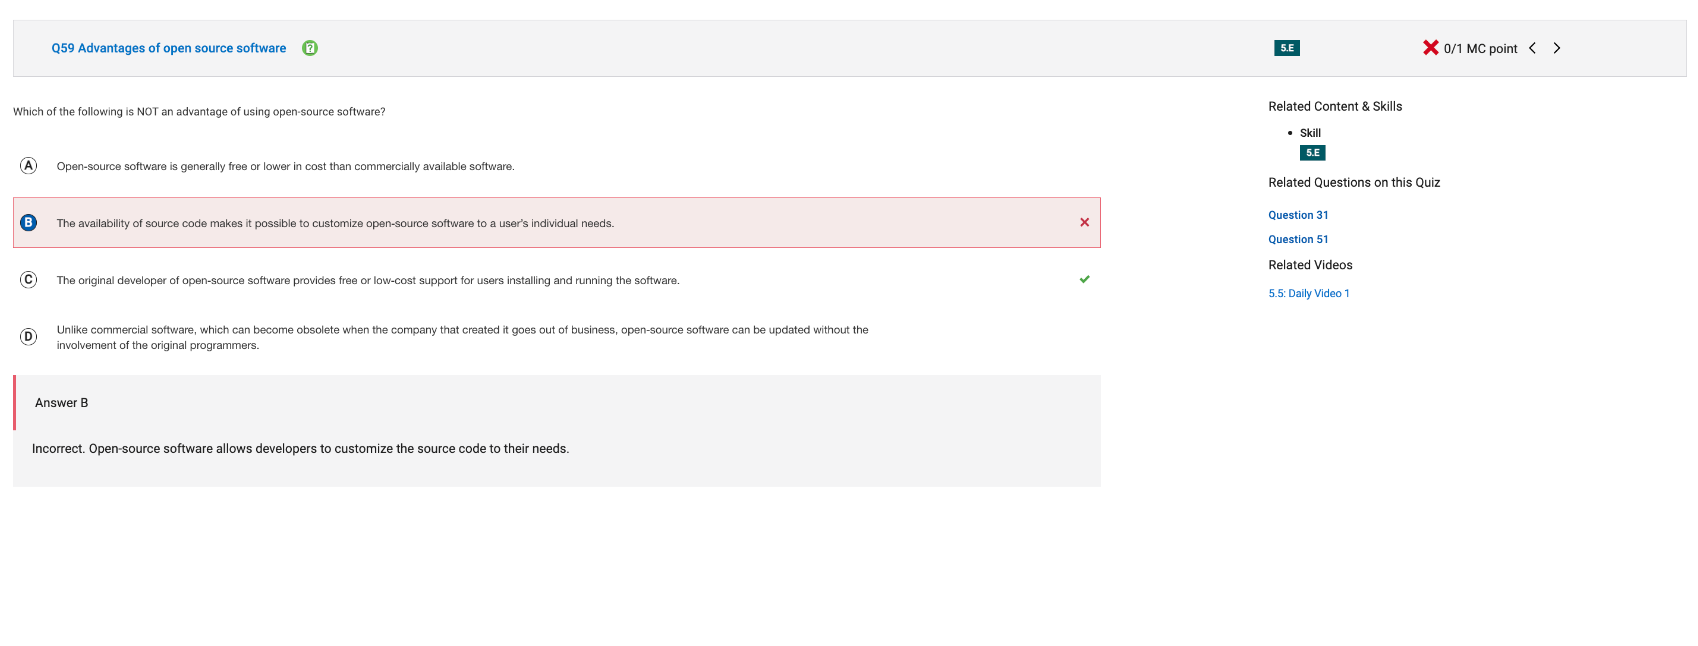 Q59 Advantages of open source software
5.E
0/1 MC point
Which of the following is NOT an advantage of using open-source software?
A Open-source software is generally free or lower in cost than commercially available software.
B The availability of source code makes it possible to customize open-source software to a user's individual needs.
C The original developer of open-source software provides free or low-cost support for users installing and running the software.
D Unlike commercial software, which can become obsolete when the company that created it goes out of business, open-source software can be updated without the
involvement of the original programmers.
Answer B
Incorrect. Open-source software allows developers to customize the source code to their needs.
Related Content & Skills
• Skill
5.E
Related Questions on this Quiz
Question 31
Question 51
Related Videos
5.5: Daily Video 1